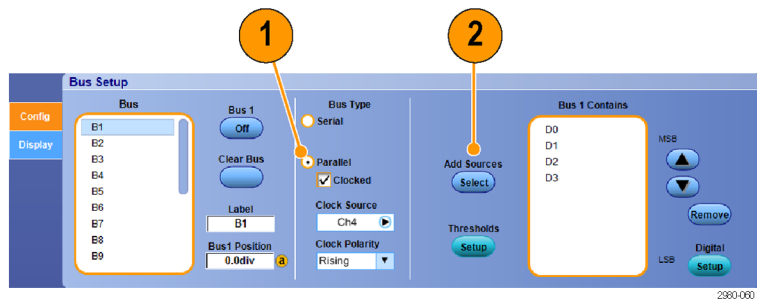 1
2
Bus Setup
Config
Display
Bus
B1
B2
B3
B4
B5
B6
B7
B8
B9
Bus 1
Off
Clear Bus
Label
B1
Bus1 Position
0.0div a
Bus Type
Serial
Parallel
Clocked
Clock Source
Ch4
Clock Polarity
Rising
Add Sources
Select
Thresholds
Setup
Bus 1 Contains
D0
D1
D2
D3
MSB
Remove
LSB
Digital
Setup
2980-060